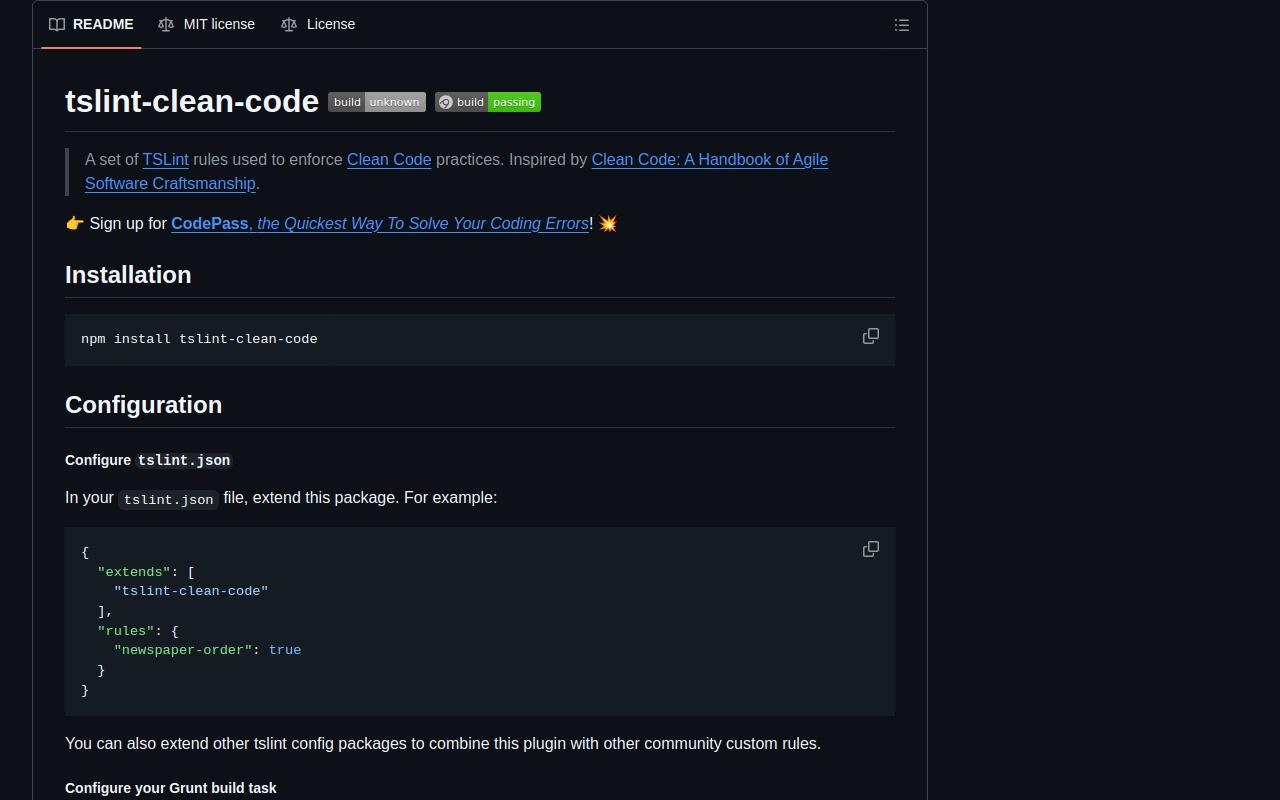 README MIT license License
tslint-clean-code build unknown build passing
A set of TSLint rules used to enforce Clean Code practices. Inspired by Clean Code: A Handbook of Agile
Software Craftsmanship.
👉 Sign up for CodePass, the Quickest Way To Solve Your Coding Errors! 💥
Installation
npm install tslint-clean-code
Configuration
Configure tslint.json
In your tslint.json file, extend this package. For example:
{
  "extends": [
    "tslint-clean-code"
  ],
  "rules": {
    "newspaper-order": true
  }
}
You can also extend other tslint config packages to combine this plugin with other community custom rules.
Configure your Grunt build task